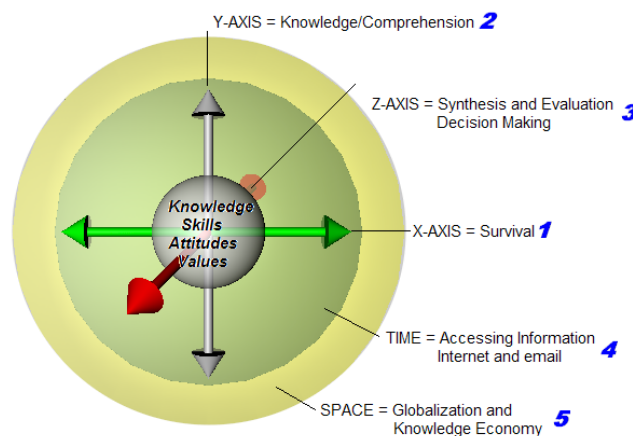 Y-AXIS = Knowledge/Comprehension 2
Z-AXIS = Synthesis and Evaluation
Decision Making 3
Knowledge
Skills
Attitudes
Values
X-AXIS = Survival 1
TIME = Accessing Information
Internet and email 4
SPACE = Globalization and
Knowledge Economy 5